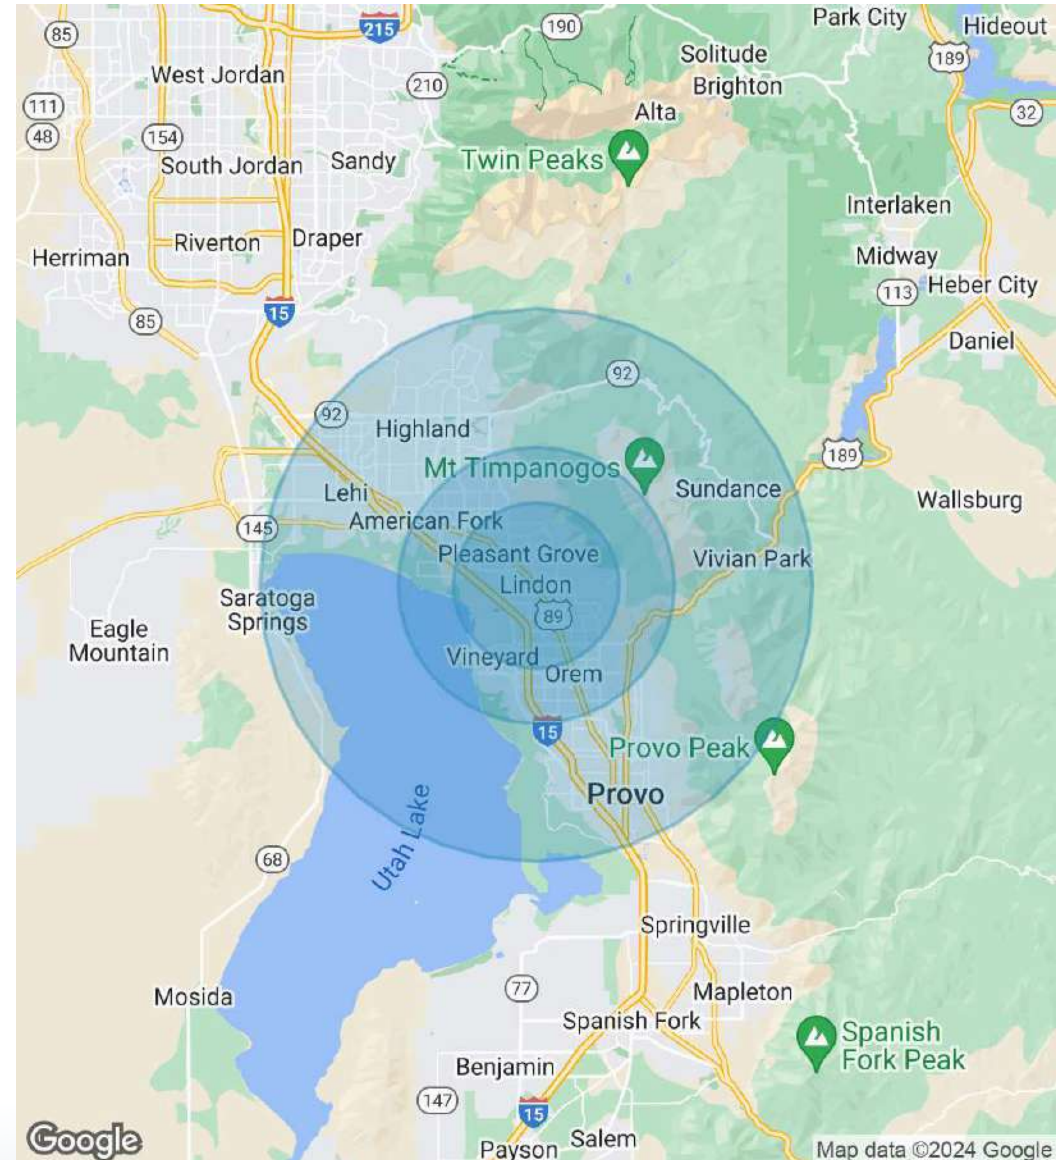 Park City
Hideout
85
215
190
189
Solitude
Brighton
West Jordan
210
111
48
154
Alta
32
Twin Peaks
South Jordan
Sandy
Interlaken
Riverton
Draper
Herriman
Midway
113
Heber City
15
85
Daniel
92
92
Highland
189
Mt Timpanogos
Sundance
Wallsburg
Lehi
American Fork
145
Pleasant Grove
Vivian Park
Lindon
Saratoga
Springs
89
Eagle
Mountain
Vineyard
Orem
15
Provo Peak
Provo
Utah Lake
68
Springville
77
Mosida
Mapleton
Spanish Fork
Spanish
Fork Peak
Benjamin
147
15
Google
Payson
Salem
Map data ©2024 Google